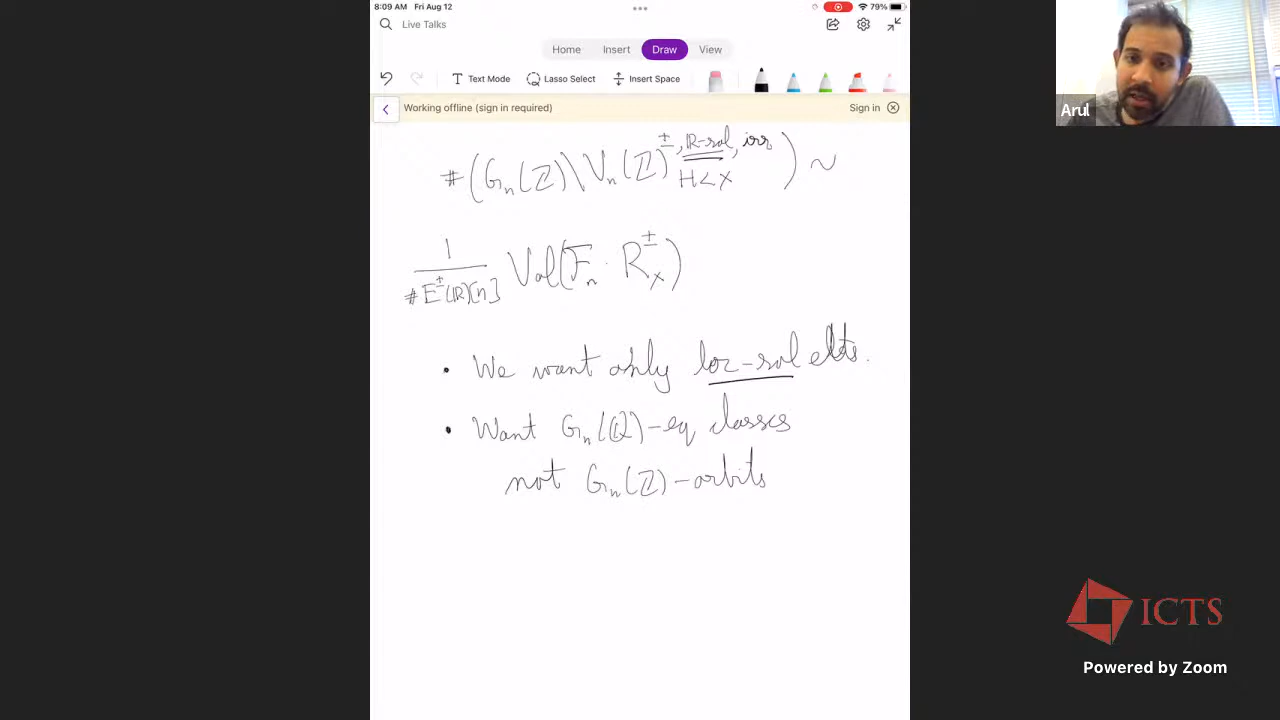 8:09 AM Fri Aug 12
79%
Live Talks
Home Insert Draw View
Text Mode Lasso Select Insert Space
Working offline (sign in required)
Sign in
Arul
#(Gₙ(ℤ)\Vₙ(ℤ)^{±, ℝ-sol, irr}_{H<X}) ~
1/#E^±(ℝ)[n] Vol(Fₙ · R_X^±)
• We want only loc-sol elts.
• Want Gₙ(ℚ)-eq classes
not Gₙ(ℤ)-orbits
ICTS
Powered by Zoom